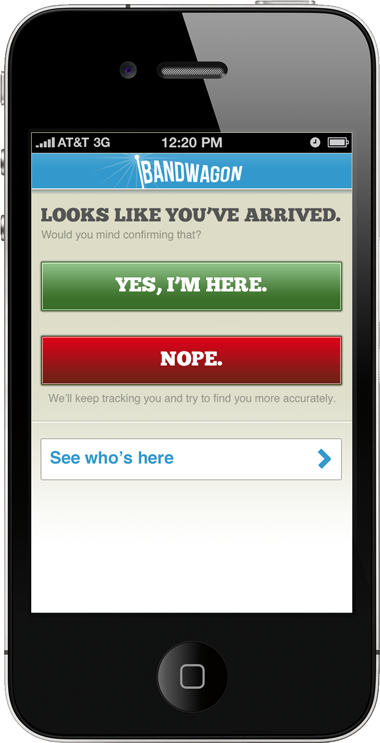 AT&T 3G 12:20 PM
BANDWAGON
LOOKS LIKE YOU'VE ARRIVED.
Would you mind confirming that?
YES, I'M HERE.
NOPE.
We'll keep tracking you and try to find you more accurately.
See who's here